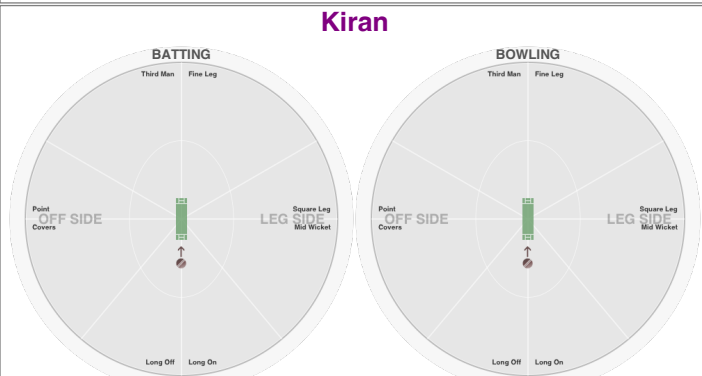 Kiran
BATTING
Third Man Fine Leg
Point
OFF SIDE
Covers
Square Leg
LEG SIDE
Mid Wicket
Long Off Long On
BOWLING
Third Man Fine Leg
Point
OFF SIDE
Covers
Square Leg
LEG SIDE
Mid Wicket
Long Off Long On